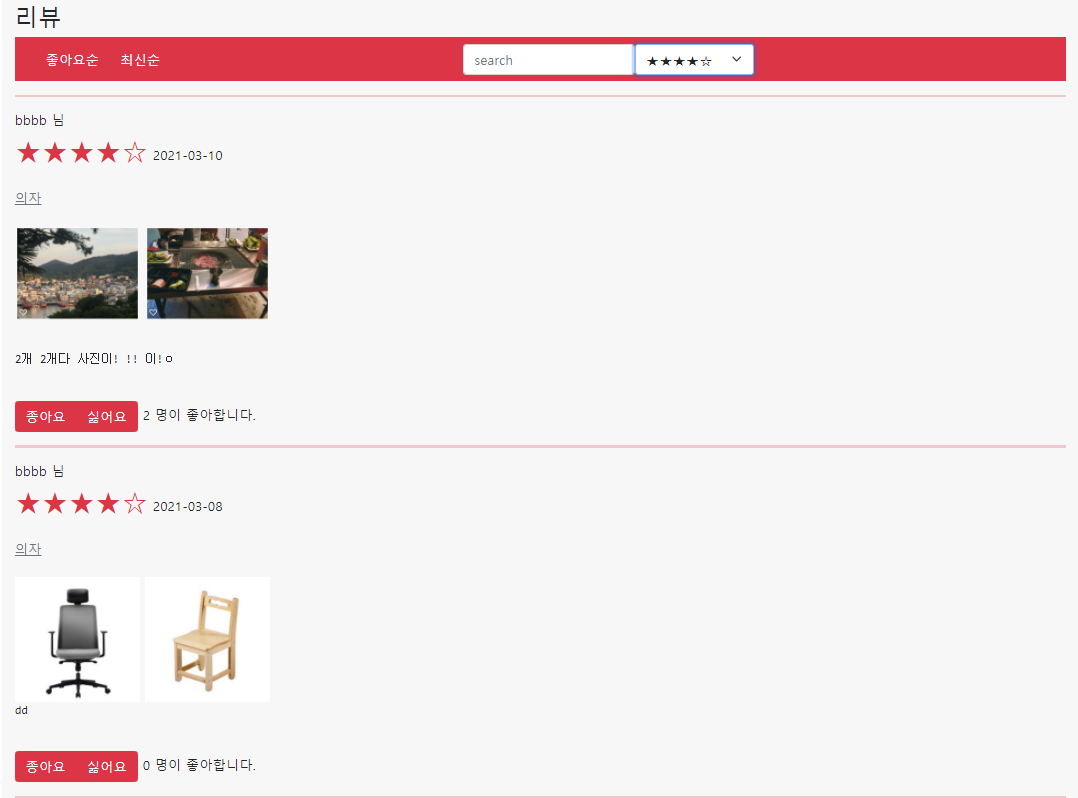 리뷰
좋아요순 최신순 search ★★★★☆
bbbb 님
★★★★☆ 2021-03-10
의자
2개 2개다 사진이! !! 이!ㅇ
좋아요 싫어요 2 명이 좋아합니다.
bbbb 님
★★★★☆ 2021-03-08
의자
dd
좋아요 싫어요 0 명이 좋아합니다.